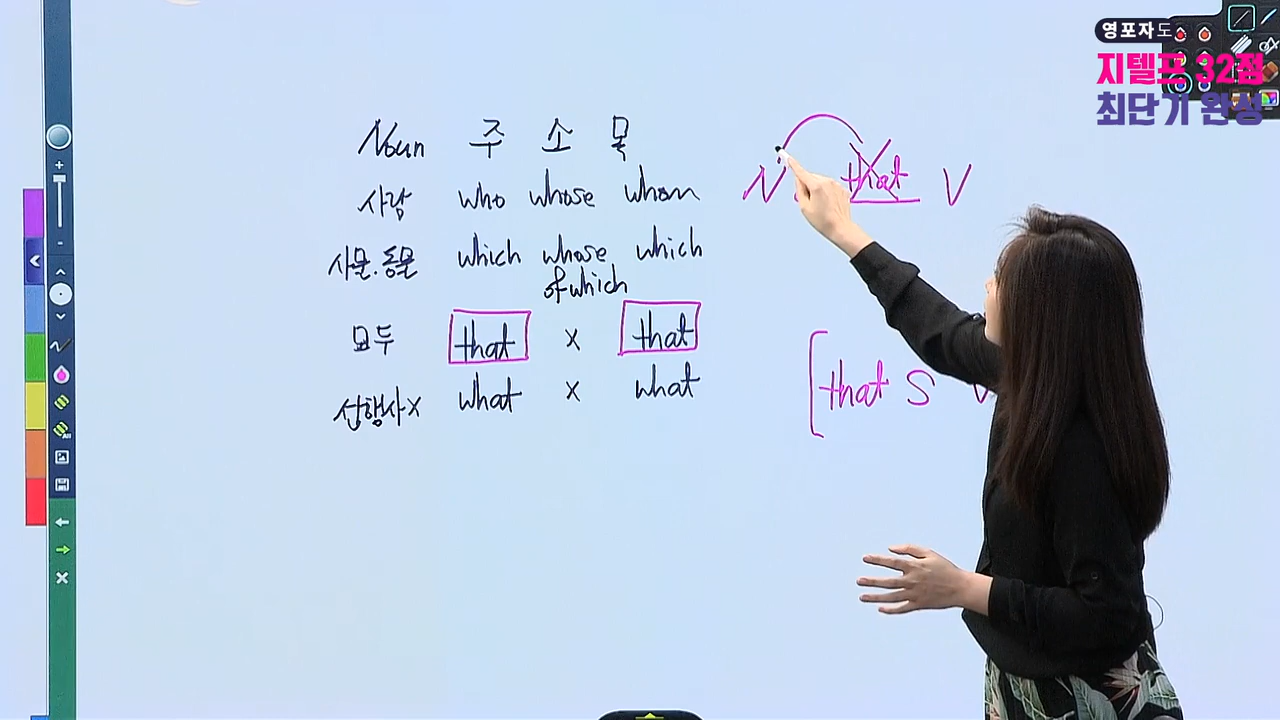 영포자도
지텔프 32점
최단기 완성
Noun 주 소 목
사람 who whose whom
사물.동물 which whose which
of which
모두 that x that
선행사x what x what
N that V
that S